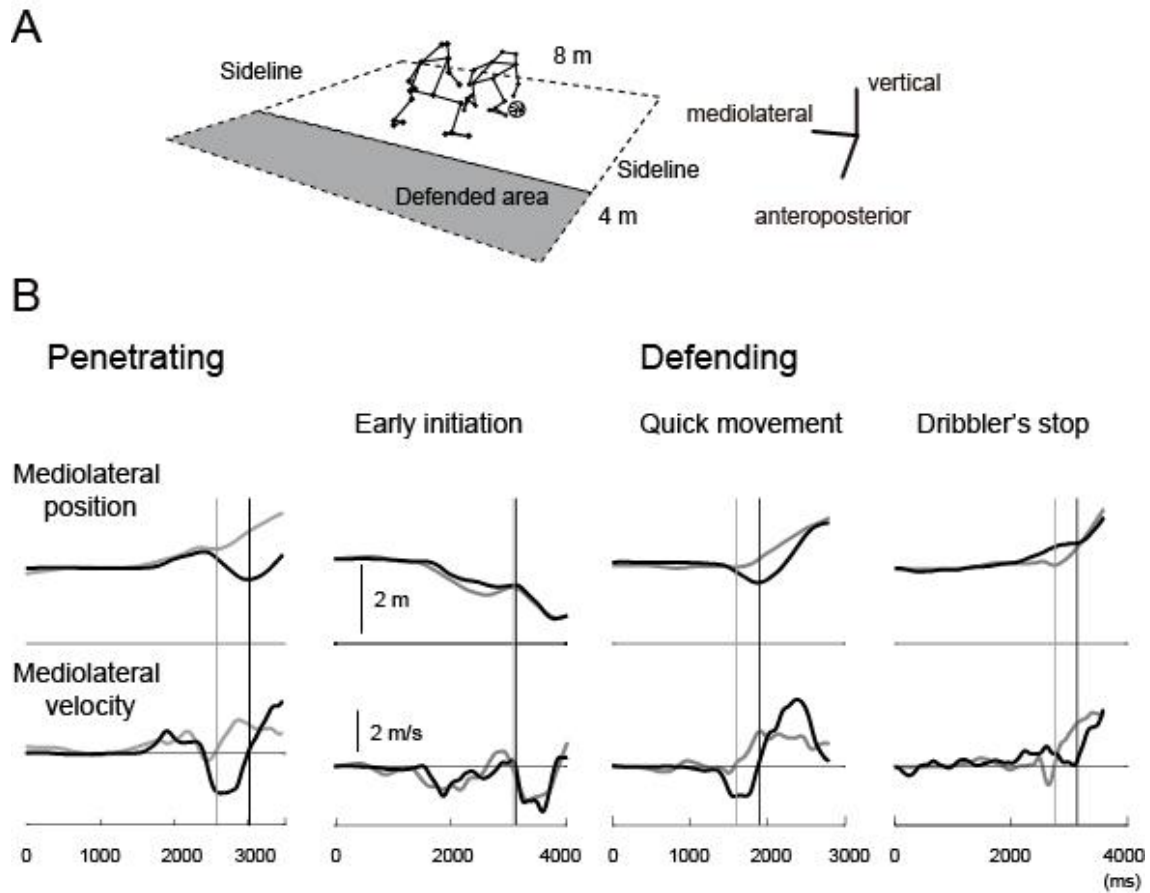 A
Sideline
8 m
vertical
mediolateral
Sideline
Defended area
4 m
anteroposterior
B
Penetrating
Defending
Early initiation
Quick movement
Dribbler's stop
Mediolateral
position
2 m
Mediolateral
velocity
2 m/s
0 1000 2000 3000
0 2000 4000
0 1000 2000 3000
0 2000 4000
(ms)